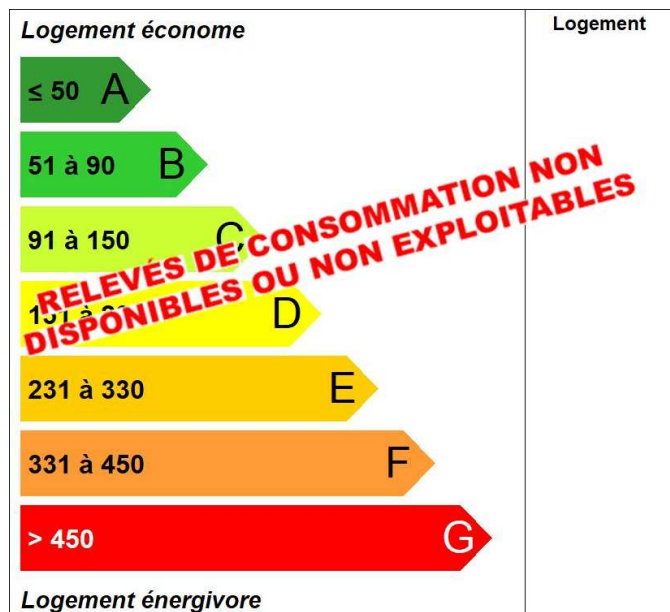 Logement économe
Logement
≤ 50 A
51 à 90 B
91 à 150 C
RELEVÉS DE CONSOMMATION NON
DISPONIBLES OU NON EXPLOITABLES
D
231 à 330 E
331 à 450 F
> 450 G
Logement énergivore